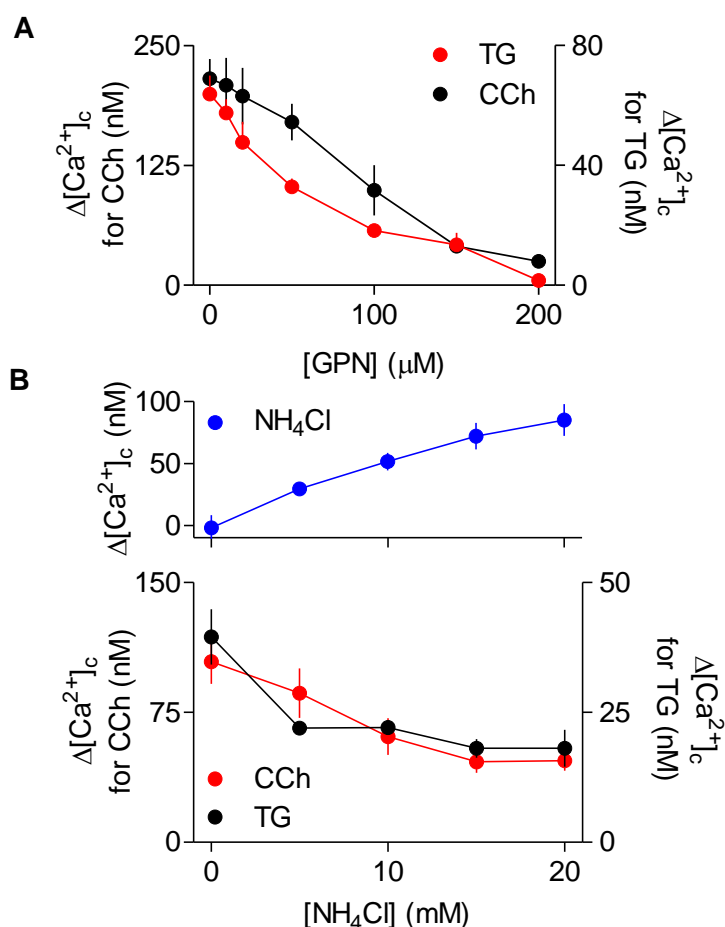 A
250
125
0
Δ[Ca²⁺]c
for CCh (nM)
TG
CCh
80
40
0
Δ[Ca²⁺]c
for TG (nM)
0
100
200
[GPN] (μM)
B
100
50
0
Δ[Ca²⁺]c (nM)
NH₄Cl
150
75
0
Δ[Ca²⁺]c
for CCh (nM)
CCh
TG
50
25
0
Δ[Ca²⁺]c
for TG
(nM)
0
10
20
[NH₄Cl] (mM)